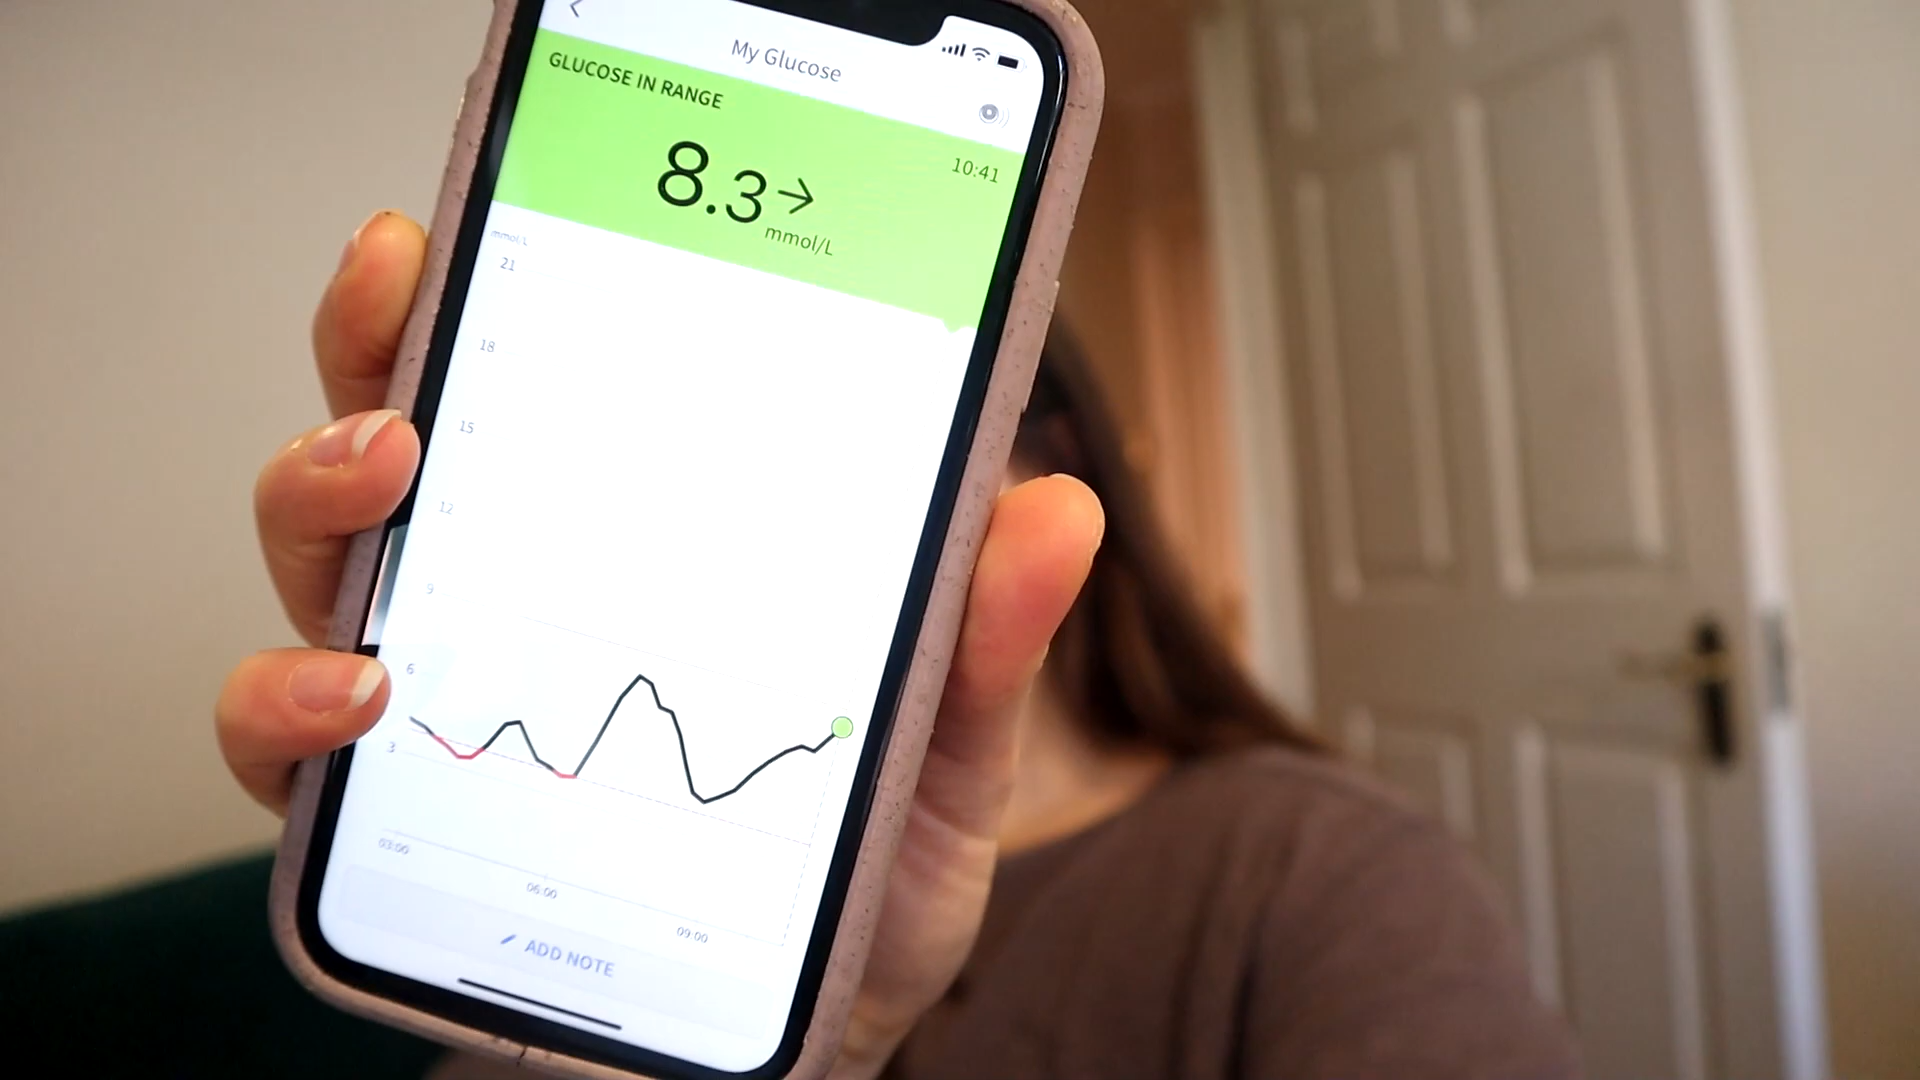 My Glucose
GLUCOSE IN RANGE
10:41
8.3→
mmol/L
mmol/L
21
18
15
12
9
6
3
03:00
06:00
09:00
ADD NOTE